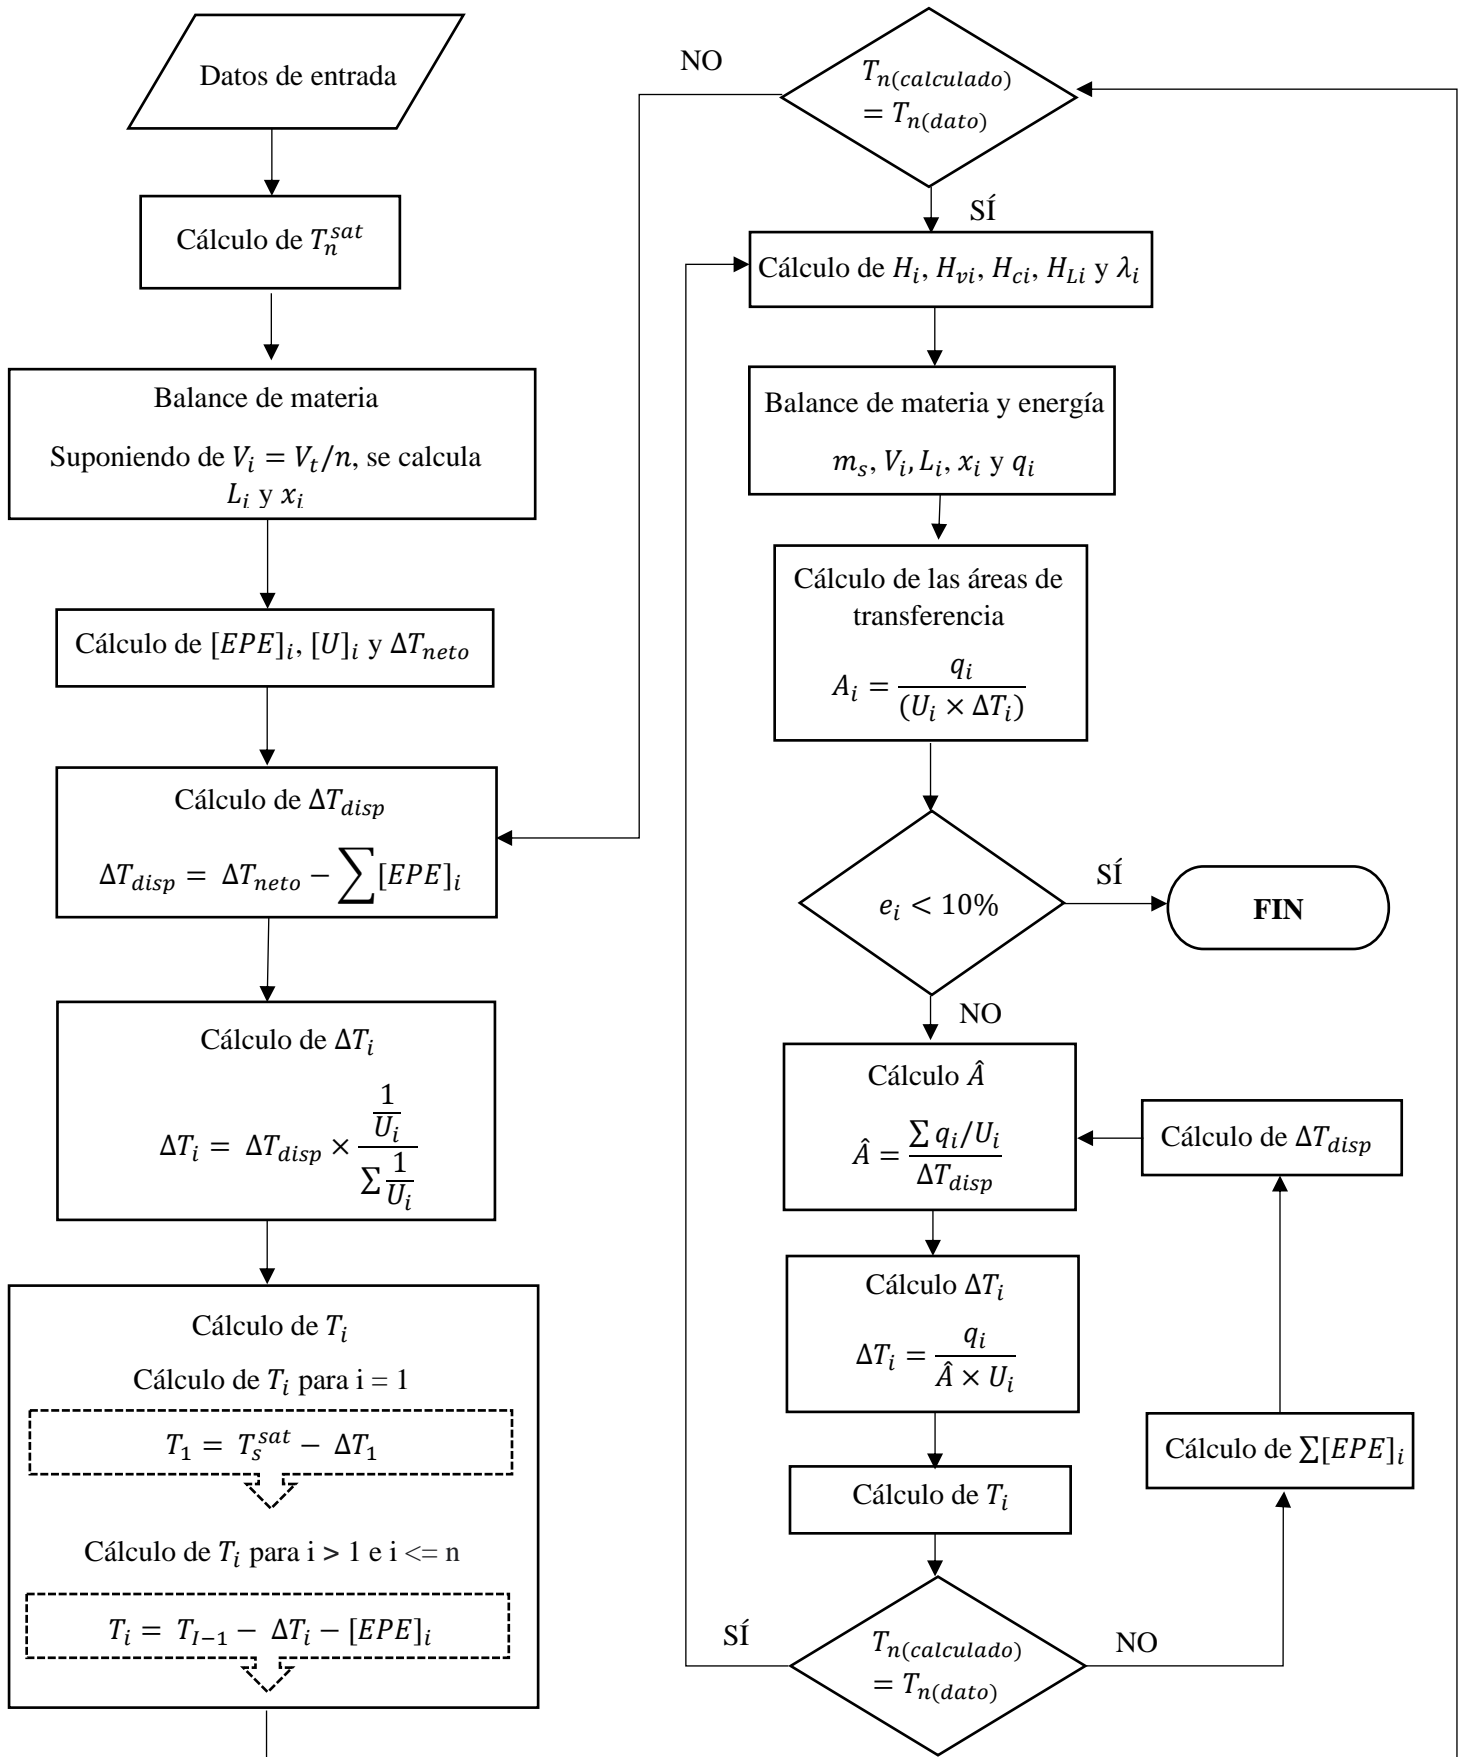 Datos de entrada
Cálculo de $T_n^{sat}$
Balance de materia
Suponiendo de $V_i = V_t/n$, se calcula
$L_i$ y $x_i$
Cálculo de $[EPE]_i$, $[U]_i$ y $\Delta T_{neto}$
Cálculo de $\Delta T_{disp}$
$\Delta T_{disp} = \Delta T_{neto} - \sum [EPE]_i$
Cálculo de $\Delta T_i$
$\Delta T_i = \Delta T_{disp} \times \frac{\frac{1}{U_i}}{\sum \frac{1}{U_i}}$
Cálculo de $T_i$
Cálculo de $T_i$ para i = 1
$T_1 = T_s^{sat} - \Delta T_1$
Cálculo de $T_i$ para i > 1 e i <= n
$T_i = T_{I-1} - \Delta T_i - [EPE]_i$
NO
$T_{n(calculado)}$
$= T_{n(dato)}$
SÍ
Cálculo de $H_i$, $H_{vi}$, $H_{ci}$, $H_{Li}$ y $\lambda_i$
Balance de materia y energía
$m_s$, $V_i$, $L_i$, $x_i$ y $q_i$
Cálculo de las áreas de
transferencia
$A_i = \frac{q_i}{(U_i \times \Delta T_i)}$
$e_i < 10\%$
SÍ
FIN
NO
Cálculo $\hat{A}$
$\hat{A} = \frac{\sum q_i/U_i}{\Delta T_{disp}}$
Cálculo de $\Delta T_{disp}$
Cálculo $\Delta T_i$
$\Delta T_i = \frac{q_i}{\hat{A} \times U_i}$
Cálculo de $\sum [EPE]_i$
Cálculo de $T_i$
SÍ
$T_{n(calculado)}$
$= T_{n(dato)}$
NO